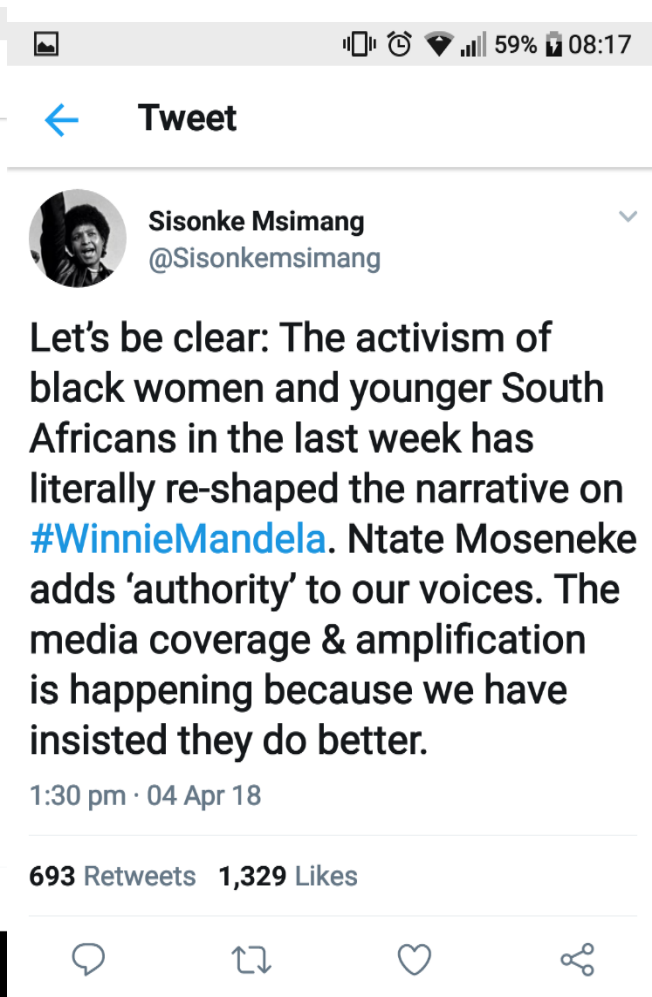 59% 08:17
Tweet
Sisonke Msimang
@Sisonkemsimang
Let’s be clear: The activism of
black women and younger South
Africans in the last week has
literally re-shaped the narrative on
#WinnieMandela. Ntate Moseneke
adds ‘authority’ to our voices. The
media coverage & amplification
is happening because we have
insisted they do better.
1:30 pm · 04 Apr 18
693 Retweets 1,329 Likes